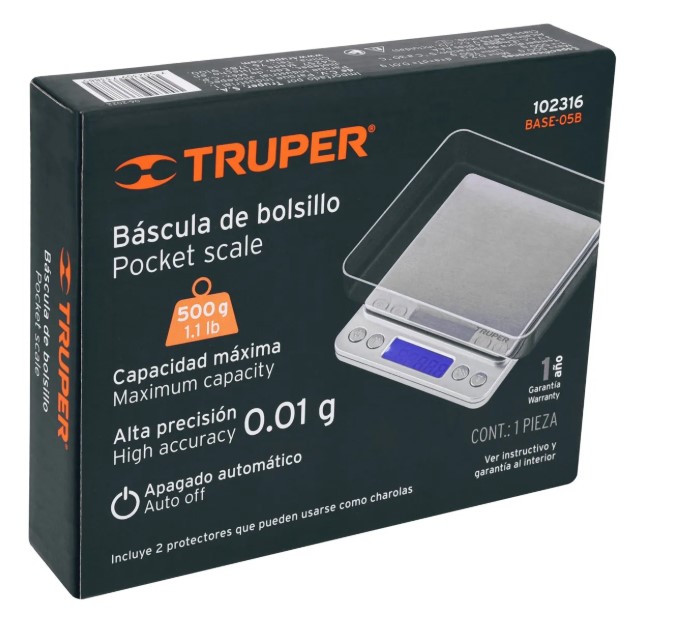 102316
BASE-05B
TRUPER®
Báscula de bolsillo
Pocket scale
500 g
1.1 lb
Capacidad máxima
Maximum capacity
Alta precisión
High accuracy
0.01 g
Apagado automático
Auto off
Incluye 2 protectores que pueden usarse como charolas
TRUPER
1 año
Garantía
Warranty
CONT.: 1 PIEZA
Ver instructivo y
garantía al interior
TRUPER
Báscula de bolsillo
Pocket scale